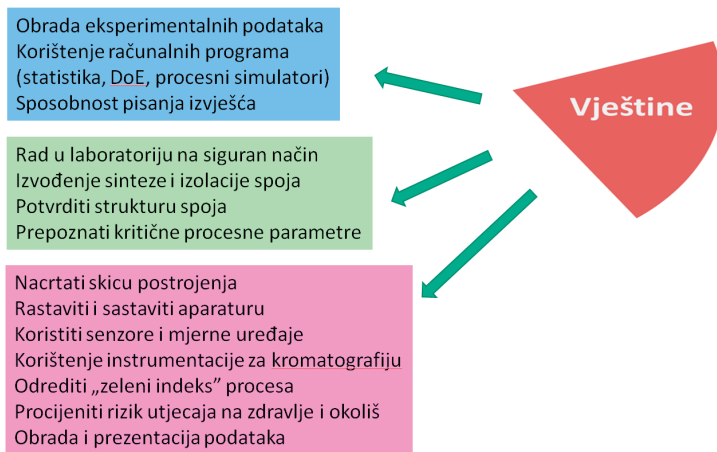 Obrada eksperimentalnih podataka
Korištenje računalnih programa
(statistika, DoE, procesni simulatori)
Sposobnost pisanja izvješća
Vještine
Rad u laboratoriju na siguran način
Izvođenje sinteze i izolacije spoja
Potvrditi strukturu spoja
Prepoznati kritične procesne parametre
Nacrtati skicu postrojenja
Rastaviti i sastaviti aparaturu
Koristiti senzore i mjerne uređaje
Korištenje instrumentacije za kromatografiju
Odrediti „zeleni indeks” procesa
Procijeniti rizik utjecaja na zdravlje i okoliš
Obrada i prezentacija podataka